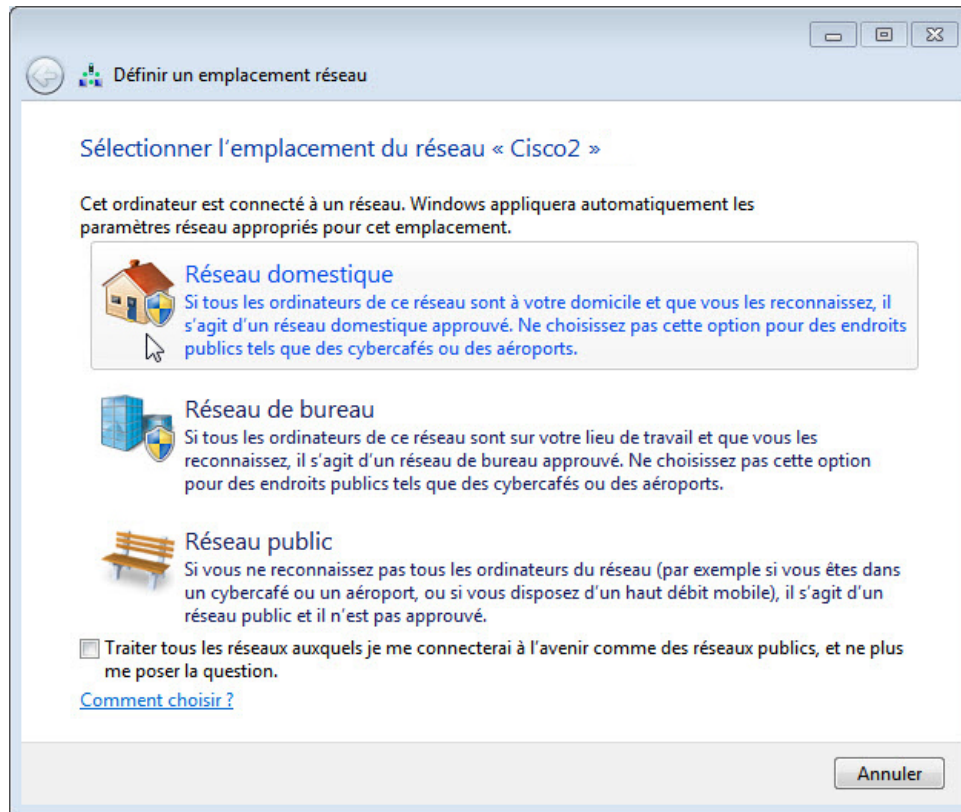 Définir un emplacement réseau
Sélectionner l’emplacement du réseau « Cisco2 »
Cet ordinateur est connecté à un réseau. Windows appliquera automatiquement les
paramètres réseau appropriés pour cet emplacement.
Réseau domestique
Si tous les ordinateurs de ce réseau sont à votre domicile et que vous les reconnaissez, il
s’agit d’un réseau domestique approuvé. Ne choisissez pas cette option pour des endroits
publics tels que des cybercafés ou des aéroports.
Réseau de bureau
Si tous les ordinateurs de ce réseau sont sur votre lieu de travail et que vous les
reconnaissez, il s’agit d’un réseau de bureau approuvé. Ne choisissez pas cette option
pour des endroits publics tels que des cybercafés ou des aéroports.
Réseau public
Si vous ne reconnaissez pas tous les ordinateurs du réseau (par exemple si vous êtes dans
un cybercafé ou un aéroport, ou si vous disposez d’un haut débit mobile), il s’agit d’un
réseau public et il n’est pas approuvé.
Traiter tous les réseaux auxquels je me connecterai à l’avenir comme des réseaux publics, et ne plus
me poser la question.
Comment choisir ?
Annuler